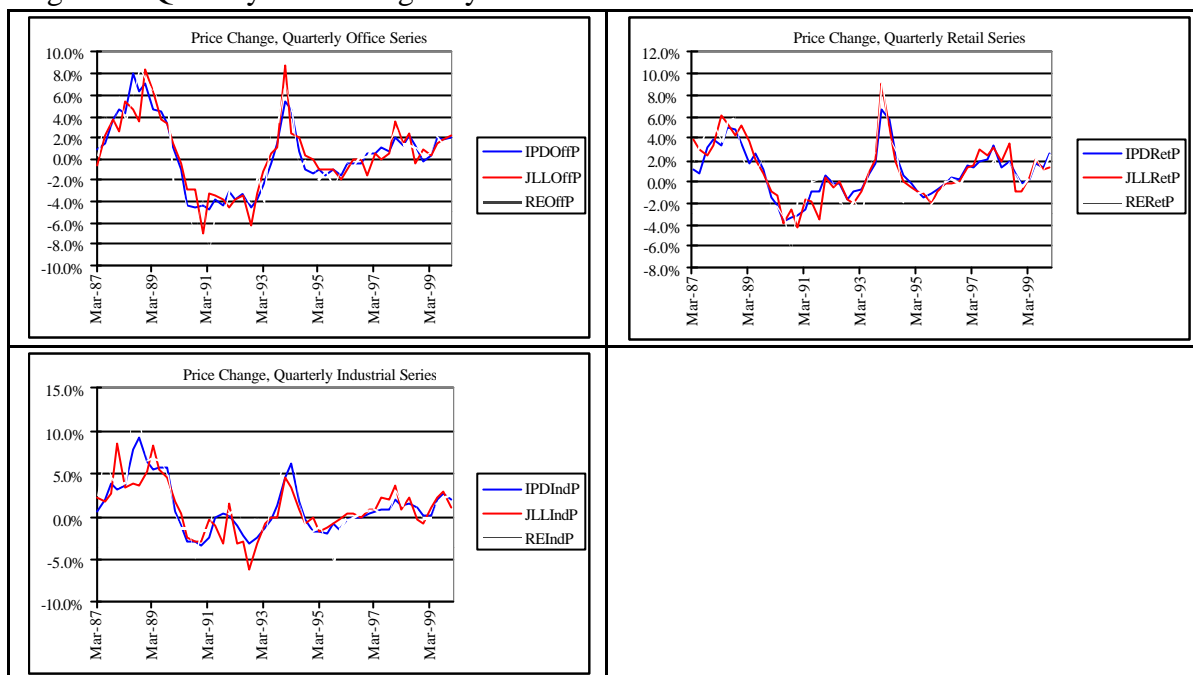 Price Change, Quarterly Office Series
10.0%
8.0%
6.0%
4.0%
2.0%
0.0%
-2.0%
-4.0%
-6.0%
-8.0%
-10.0%
Mar-87
Mar-89
Mar-91
Mar-93
Mar-95
Mar-97
Mar-99
IPDOffP
JLLOffP
REOffP
Price Change, Quarterly Retail Series
12.0%
10.0%
8.0%
6.0%
4.0%
2.0%
0.0%
-2.0%
-4.0%
-6.0%
-8.0%
Mar-87
Mar-89
Mar-91
Mar-93
Mar-95
Mar-97
Mar-99
IPDRetP
JLLRetP
RERetP
Price Change, Quarterly Industrial Series
15.0%
10.0%
5.0%
0.0%
-5.0%
-10.0%
Mar-87
Mar-89
Mar-91
Mar-93
Mar-95
Mar-97
Mar-99
IPDIndP
JLLIndP
REIndP